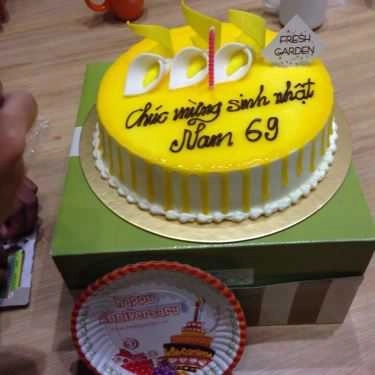 FRESH
GARDEN
Chúc mừng sinh nhật
Nam 69
happy
Anniversary